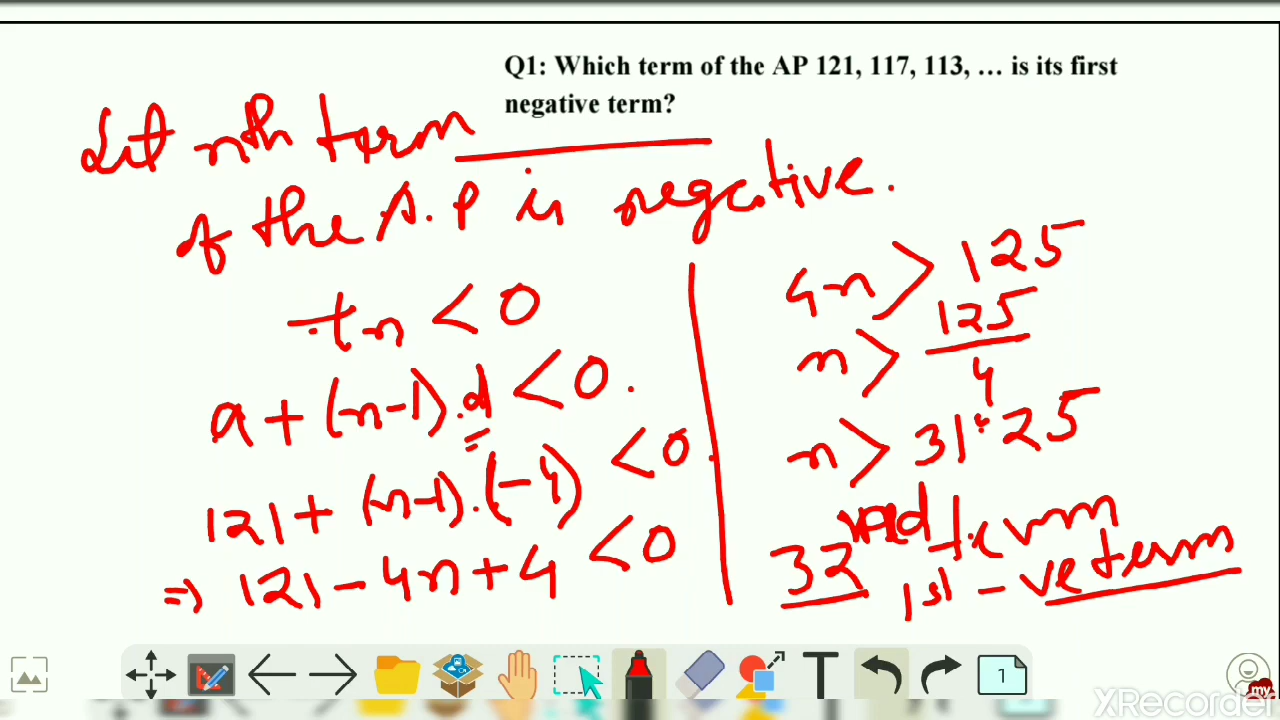 Q1: Which term of the AP 121, 117, 113, … is its first
negative term?
Let nth term
of the A.P is negative.
tn < 0
a + (n-1).d < 0.
121 + (n-1).(-4) < 0
⇒ 121 - 4n + 4 < 0
4n > 125
n > 125/4
n > 31.25
32nd term
1st -ve term
1
XRecorder
my